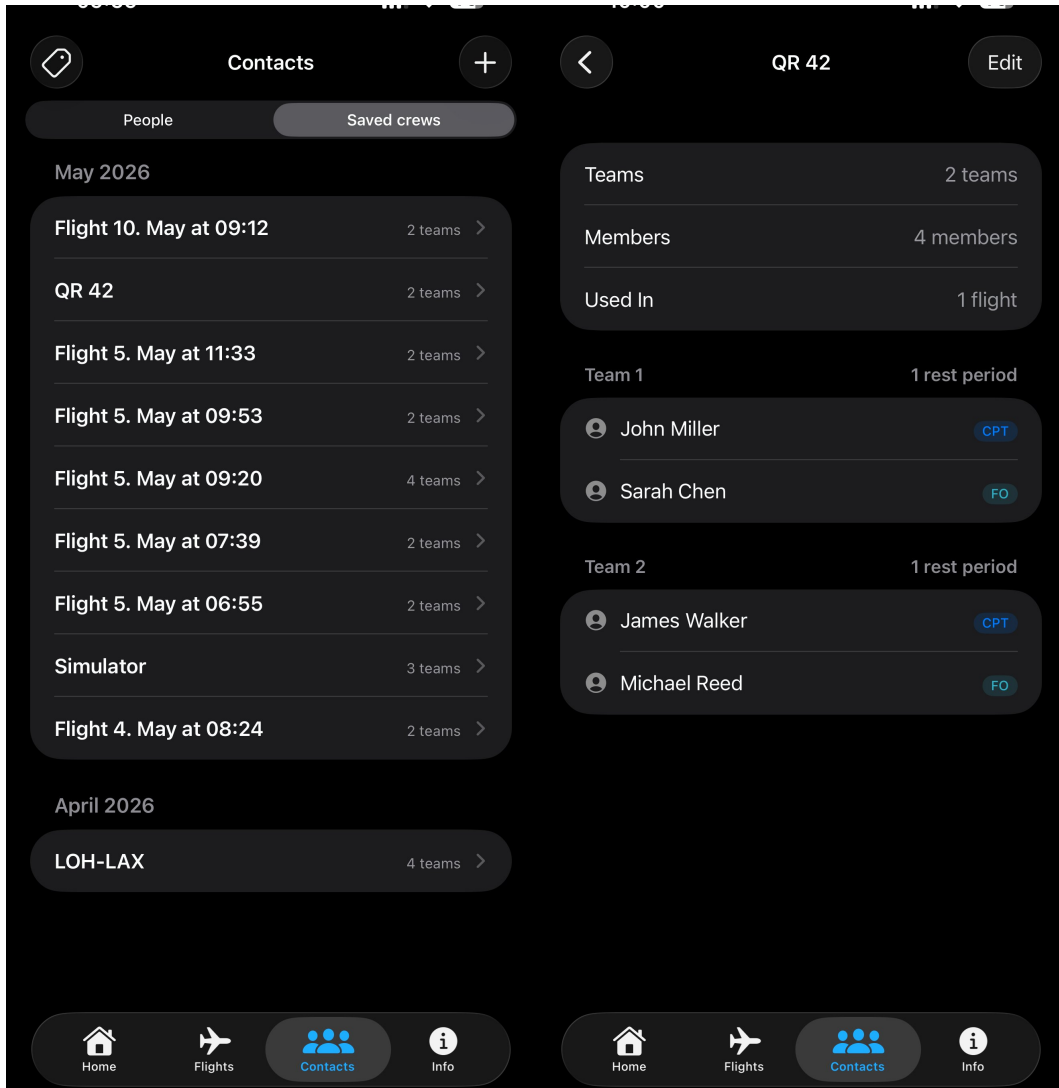 Contacts
People
Saved crews
May 2026
Flight 10. May at 09:12 2 teams
QR 42 2 teams
Flight 5. May at 11:33 2 teams
Flight 5. May at 09:53 2 teams
Flight 5. May at 09:20 4 teams
Flight 5. May at 07:39 2 teams
Flight 5. May at 06:55 2 teams
Simulator 3 teams
Flight 4. May at 08:24 2 teams
April 2026
LOH-LAX 4 teams
Home Flights Contacts Info
QR 42 Edit
Teams 2 teams
Members 4 members
Used In 1 flight
Team 1 1 rest period
John Miller CPT
Sarah Chen FO
Team 2 1 rest period
James Walker CPT
Michael Reed FO
Home Flights Contacts Info